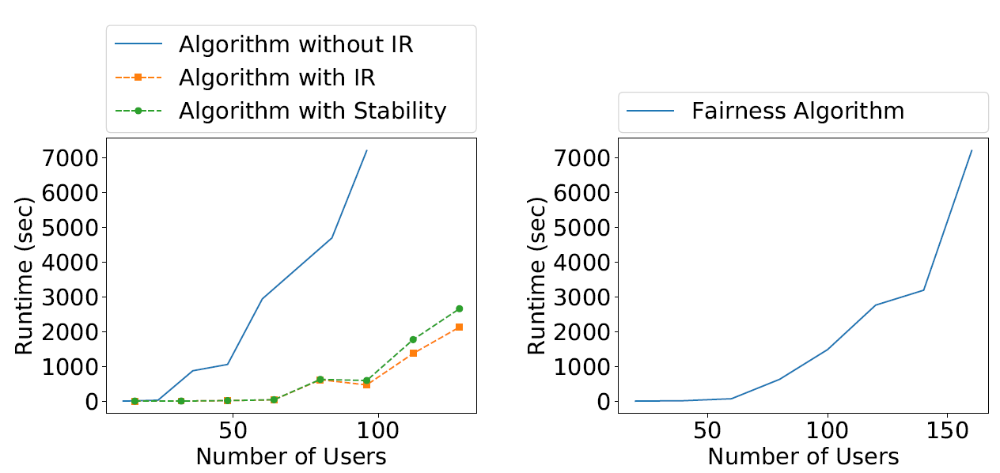 Algorithm without IR
Algorithm with IR
Algorithm with Stability
7000
6000
5000
4000
3000
2000
1000
0
Runtime (sec)
50 100
Number of Users
Fairness Algorithm
7000
6000
5000
4000
3000
2000
1000
0
Runtime (sec)
50 100 150
Number of Users